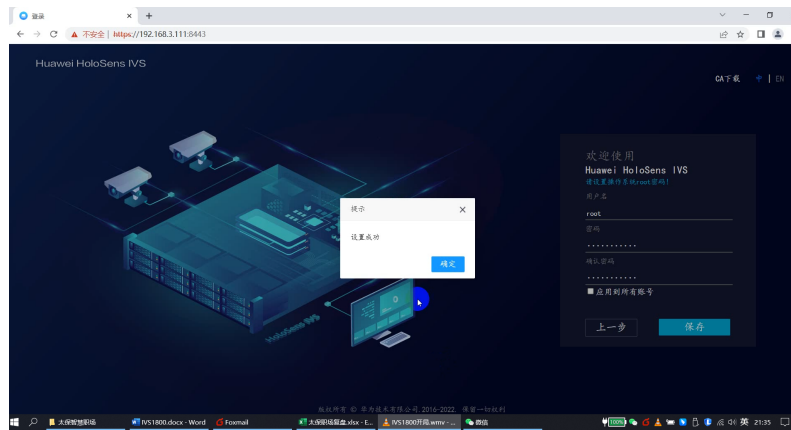 登录
不安全 | https://192.168.3.111:8443
Huawei HoloSens IVS
CA下载 中 | EN
欢迎使用
Huawei HoloSens IVS
请设置操作系统root密码!
用户名
root
密码
确认密码
应用到所有账号
上一步 保存
提示
设置成功
确定
HoloSens IVS
版权所有 © 华为技术有限公司 2016-2022. 保留一切权利
太保智慧职场 IVS1800.docx - Word Foxmail 太保职场复盘.xlsx - E... IVS1800开局.wmv - ... 微信 100% 英 21:35